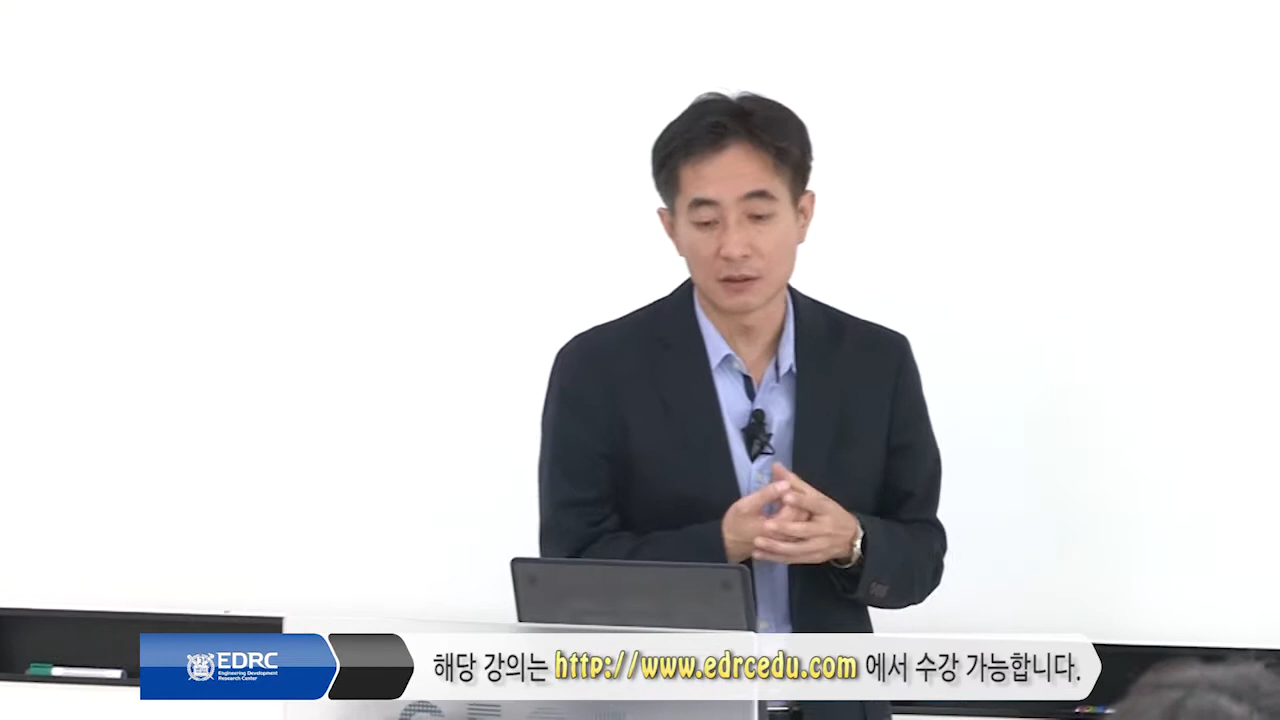 EDRC
Engineering Development
Research Center
해당 강의는 http://www.edrcedu.com 에서 수강 가능합니다.